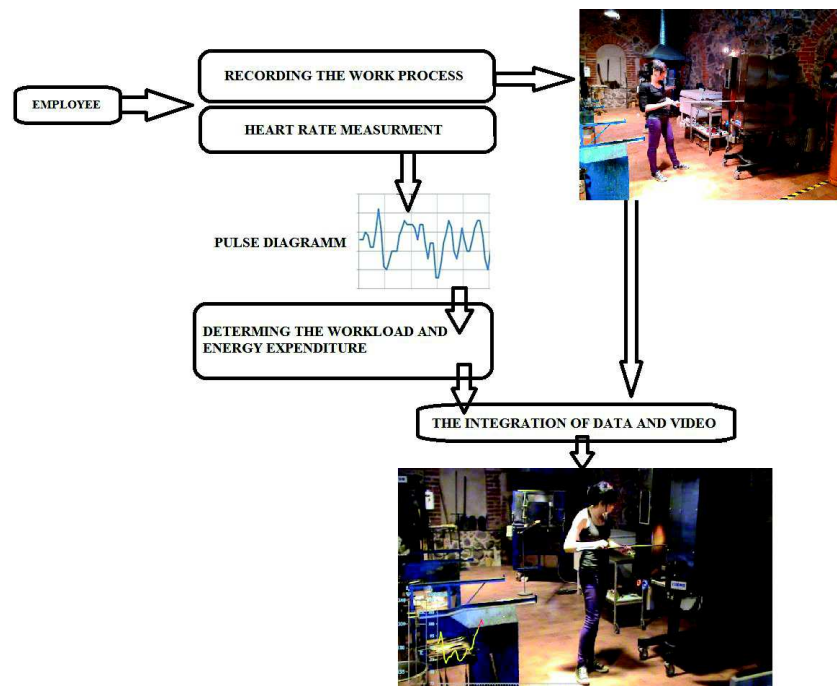 RECORDING THE WORK PROCESS
EMPLOYEE
HEART RATE MEASURMENT
PULSE DIAGRAMM
DETERMING THE WORKLOAD AND
ENERGY EXPENDITURE
THE INTEGRATION OF DATA AND VIDEO